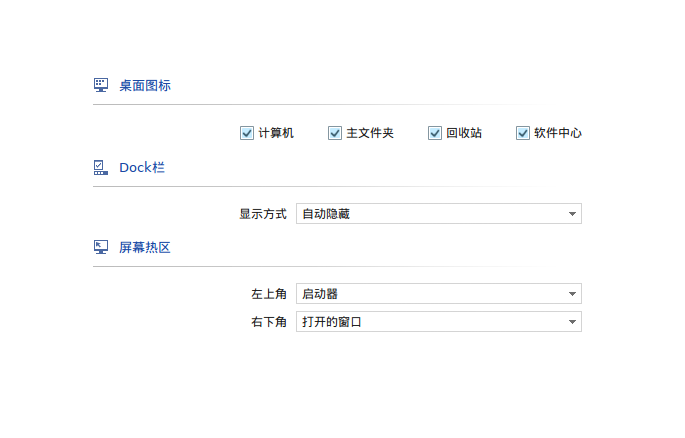 桌面图标
计算机 主文件夹 回收站 软件中心
Dock栏
显示方式 自动隐藏
屏幕热区
左上角 启动器
右下角 打开的窗口